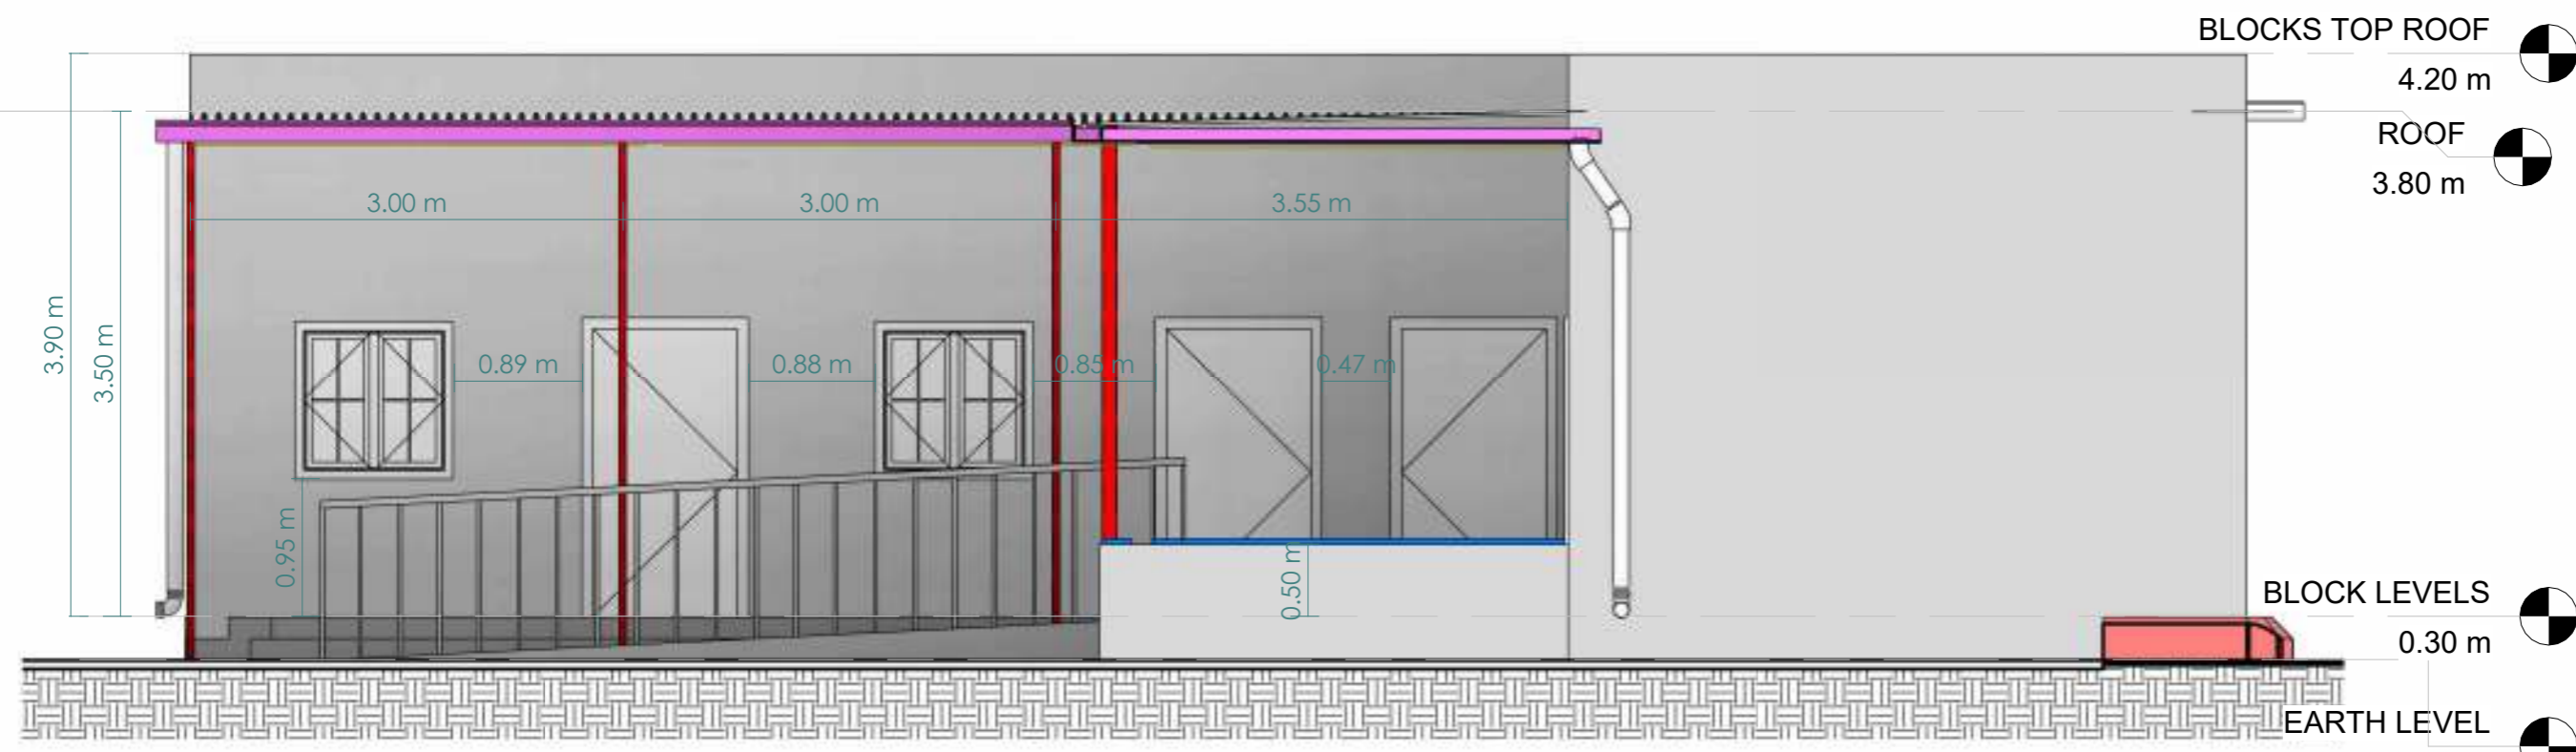 BLOCKS TOP ROOF
4.20 m
ROOF
3.80 m
3.00 m
3.00 m
3.55 m
3.90 m
3.50 m
0.89 m
0.88 m
0.85 m
0.47 m
0.95 m
0.50 m
BLOCK LEVELS
0.30 m
EARTH LEVEL